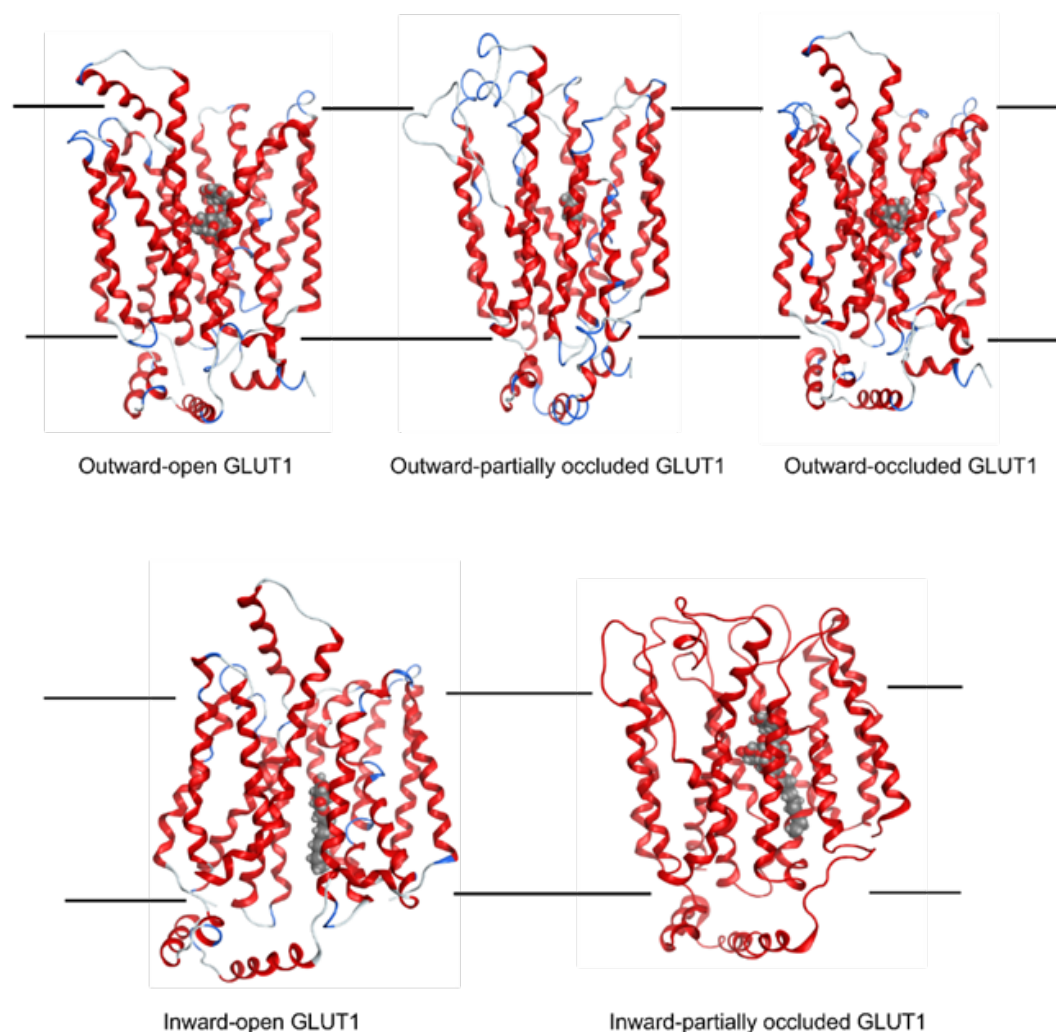 Outward-open GLUT1
Outward-partially occluded GLUT1
Outward-occluded GLUT1
Inward-open GLUT1
Inward-partially occluded GLUT1